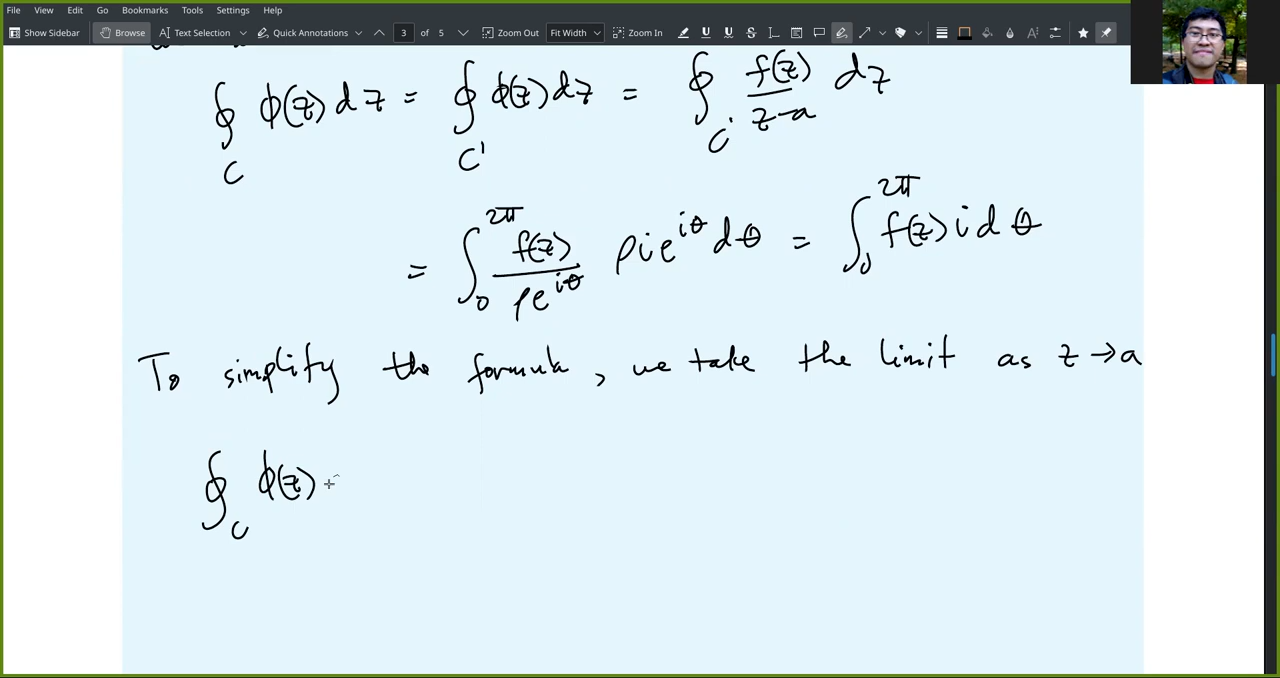 File View Edit Go Bookmarks Tools Settings Help
Show Sidebar Browse Text Selection Quick Annotations 3 of 5 Zoom Out Fit Width Zoom In
∮_C φ(z) dz = ∮_C' φ(z) dz = ∮_C' f(z)/(z-a) dz
= ∫_0^2π f(z)/(ρe^iθ) ρie^iθ dθ = ∫_0^2π f(z) i dθ
To simplify the formula, we take the limit as z → a
∮_C φ(z)